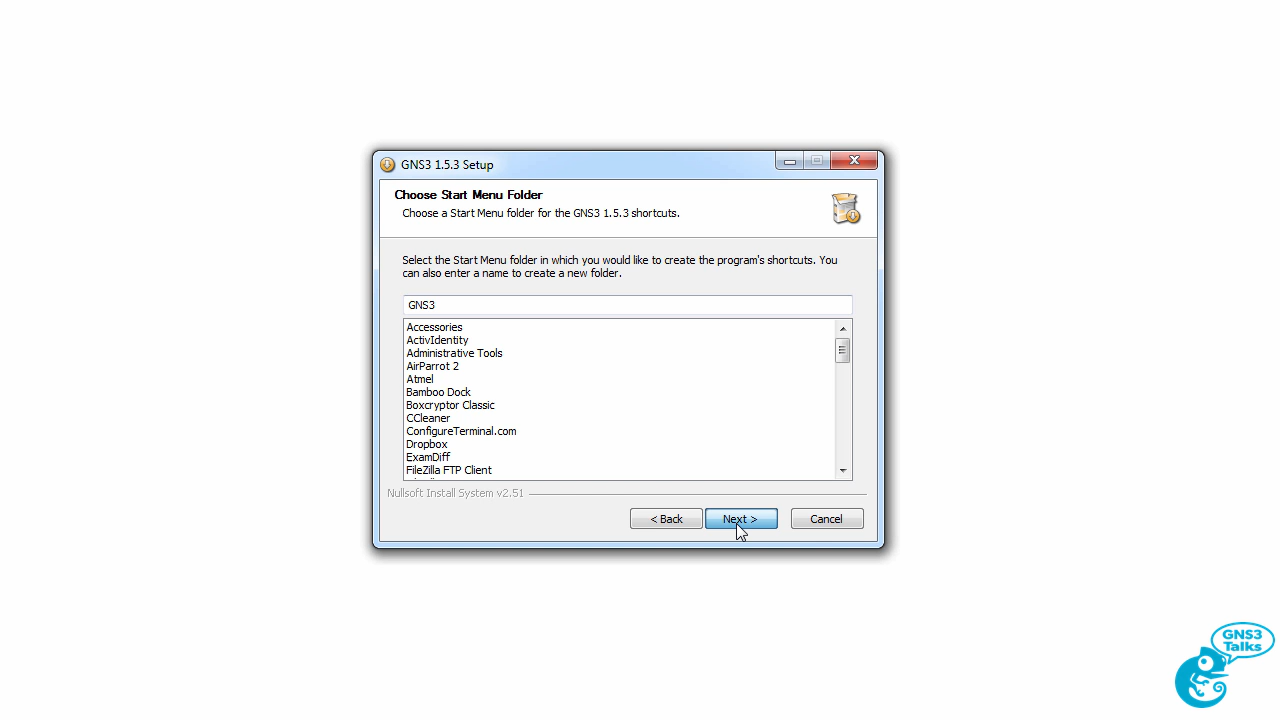 GNS3 1.5.3 Setup
Choose Start Menu Folder
Choose a Start Menu folder for the GNS3 1.5.3 shortcuts.
Select the Start Menu folder in which you would like to create the program's shortcuts. You
can also enter a name to create a new folder.
GNS3
Accessories
ActivIdentity
Administrative Tools
AirParrot 2
Atmel
Bamboo Dock
Boxcryptor Classic
CCleaner
ConfigureTerminal.com
Dropbox
ExamDiff
FileZilla FTP Client
Nullsoft Install System v2.51
< Back
Next >
Cancel
GNS3
Talks